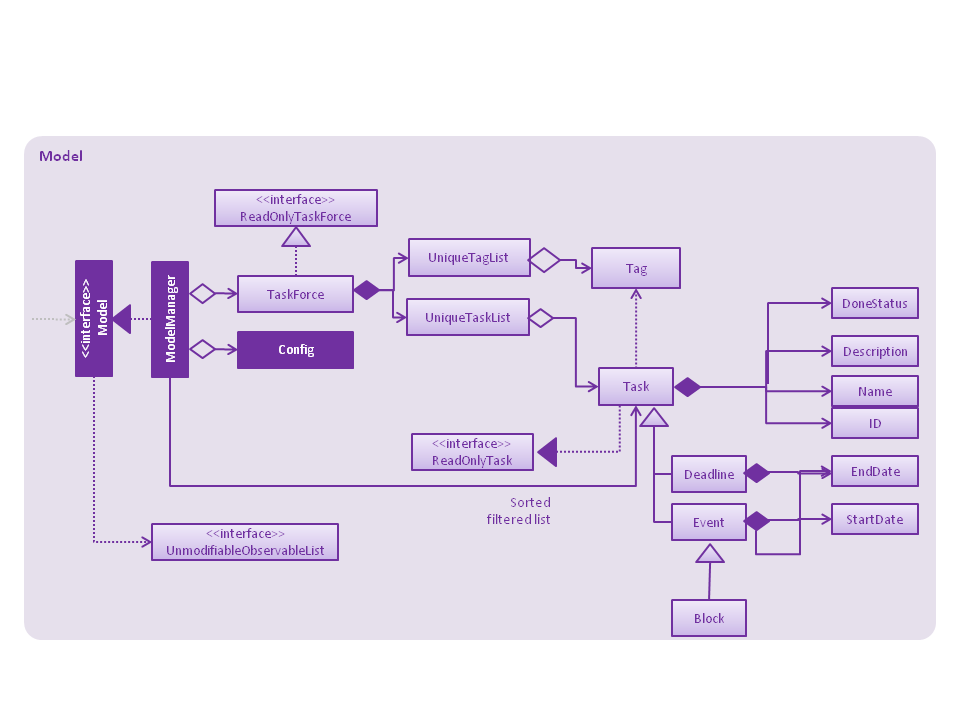 Model
<<interface>>
ReadOnlyTaskForce
<<interface>>
Model
ModelManager
TaskForce
Config
UniqueTagList
UniqueTaskList
Tag
Task
DoneStatus
Description
Name
ID
<<interface>>
ReadOnlyTask
Deadline
EndDate
Sorted
filtered list
Event
StartDate
<<interface>>
UnmodifiableObservableList
Block